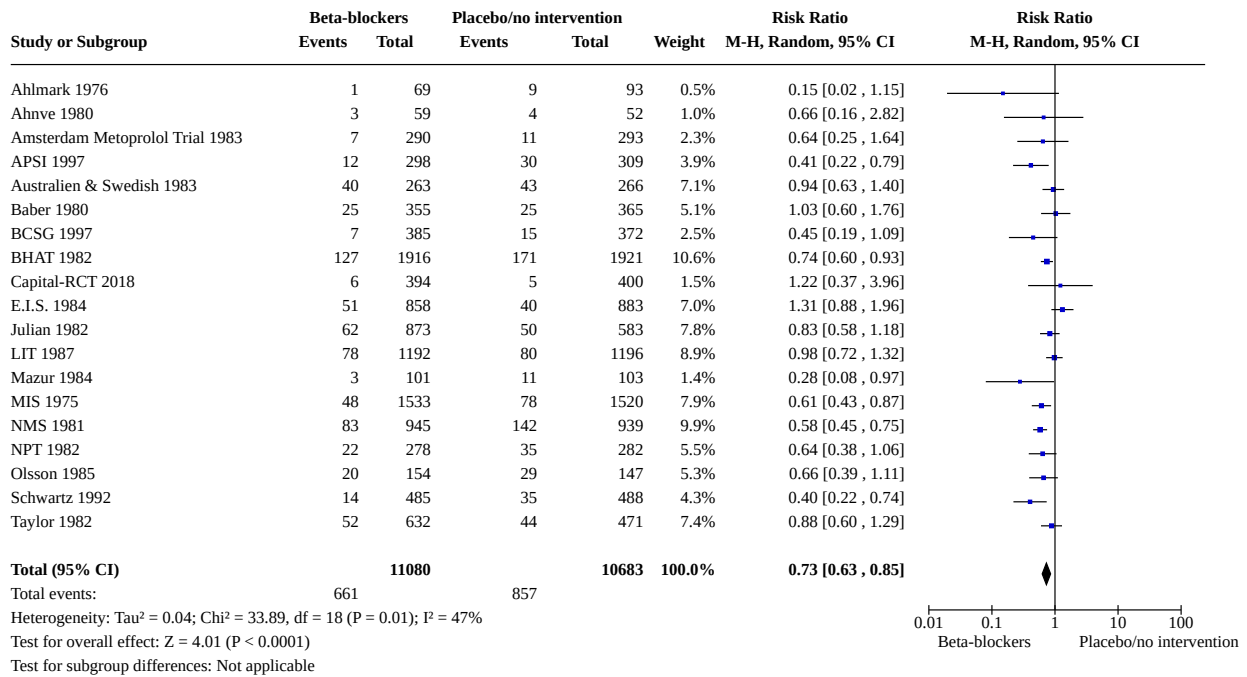 Beta-blockers Placebo/no intervention Risk Ratio Risk Ratio
Study or Subgroup Events Total Events Total Weight M-H, Random, 95% CI M-H, Random, 95% CI
Ahlmark 1976 1 69 9 93 0.5% 0.15 [0.02 , 1.15]
Ahnve 1980 3 59 4 52 1.0% 0.66 [0.16 , 2.82]
Amsterdam Metoprolol Trial 1983 7 290 11 293 2.3% 0.64 [0.25 , 1.64]
APSI 1997 12 298 30 309 3.9% 0.41 [0.22 , 0.79]
Australien & Swedish 1983 40 263 43 266 7.1% 0.94 [0.63 , 1.40]
Baber 1980 25 355 25 365 5.1% 1.03 [0.60 , 1.76]
BCSG 1997 7 385 15 372 2.5% 0.45 [0.19 , 1.09]
BHAT 1982 127 1916 171 1921 10.6% 0.74 [0.60 , 0.93]
Capital-RCT 2018 6 394 5 400 1.5% 1.22 [0.37 , 3.96]
E.I.S. 1984 51 858 40 883 7.0% 1.31 [0.88 , 1.96]
Julian 1982 62 873 50 583 7.8% 0.83 [0.58 , 1.18]
LIT 1987 78 1192 80 1196 8.9% 0.98 [0.72 , 1.32]
Mazur 1984 3 101 11 103 1.4% 0.28 [0.08 , 0.97]
MIS 1975 48 1533 78 1520 7.9% 0.61 [0.43 , 0.87]
NMS 1981 83 945 142 939 9.9% 0.58 [0.45 , 0.75]
NPT 1982 22 278 35 282 5.5% 0.64 [0.38 , 1.06]
Olsson 1985 20 154 29 147 5.3% 0.66 [0.39 , 1.11]
Schwartz 1992 14 485 35 488 4.3% 0.40 [0.22 , 0.74]
Taylor 1982 52 632 44 471 7.4% 0.88 [0.60 , 1.29]
Total (95% CI) 11080 10683 100.0% 0.73 [0.63 , 0.85]
Total events: 661 857
Heterogeneity: Tau² = 0.04; Chi² = 33.89, df = 18 (P = 0.01); I² = 47%
Test for overall effect: Z = 4.01 (P < 0.0001)
Test for subgroup differences: Not applicable
0.01 0.1 1 10 100
Beta-blockers Placebo/no intervention